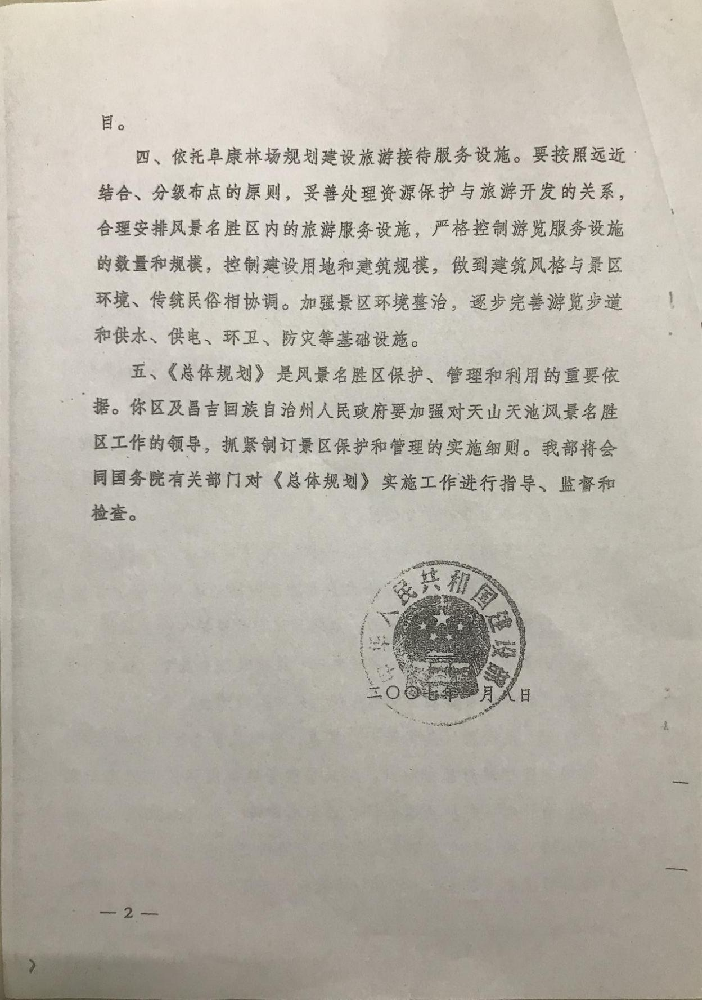 目。
四、依托阜康林场规划建设旅游接待服务设施。要按照远近
结合、分级布点的原则，妥善处理资源保护与旅游开发的关系，
合理安排风景名胜区内的旅游服务设施，严格控制游览服务设施
的数量和规模，控制建设用地和建筑规模，做到建筑风格与景区
环境、传统民俗相协调。加强景区环境整治，逐步完善游览步道
和供水、供电、环卫、防灾等基础设施。
五、《总体规划》是风景名胜区保护、管理和利用的重要依
据。你区及昌吉回族自治州人民政府要加强对天山天池风景名胜
区工作的领导，抓紧制订景区保护和管理的实施细则。我部将会
同国务院有关部门对《总体规划》实施工作进行指导、监督和
检查。
中华人民共和国建设部
二〇〇七年 月八日
— 2 —